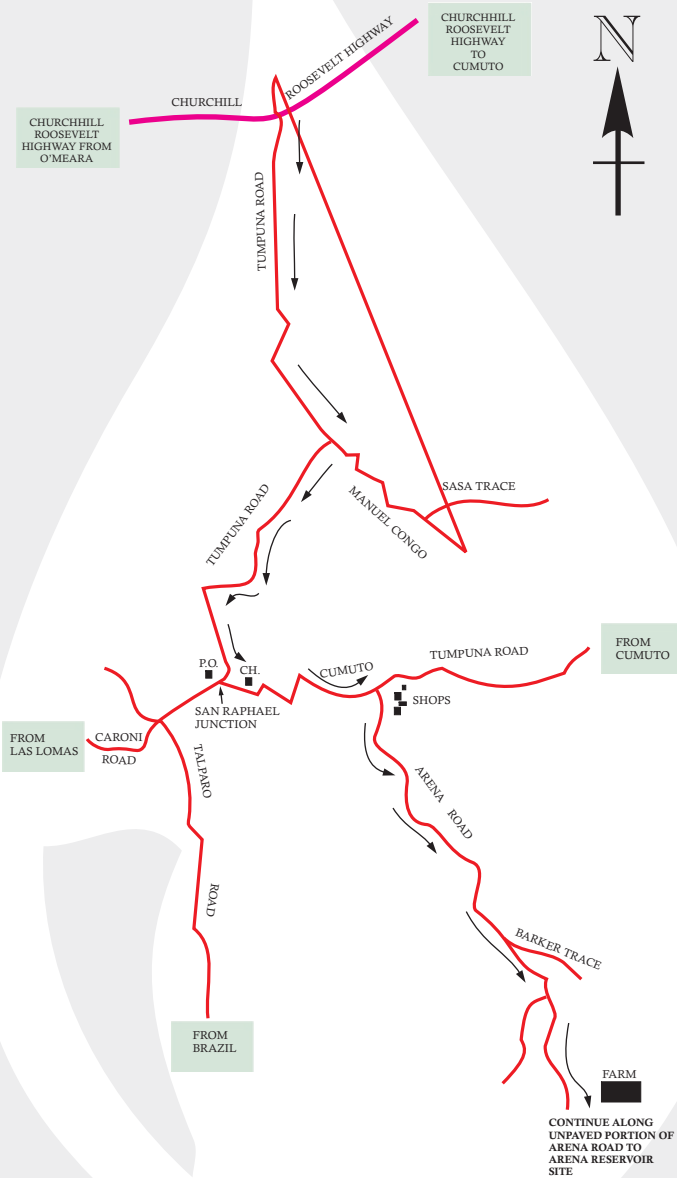 CHURCHHILL
ROOSEVELT
HIGHWAY
TO
CUMUTO
N
ROOSEVELT HIGHWAY
CHURCHILL
CHURCHHILL
ROOSEVELT
HIGHWAY FROM
O'MEARA
TUMPUNA ROAD
SASA TRACE
MANUEL CONGO
TUMPUNA ROAD
FROM
CUMUTO
TUMPUNA ROAD
CUMUTO
P.O.
CH.
SHOPS
SAN RAPHAEL
JUNCTION
FROM
LAS LOMAS
CARONI
ROAD
TALPARO
ROAD
ARENA
ROAD
BARKER TRACE
FROM
BRAZIL
FARM
CONTINUE ALONG
UNPAVED PORTION OF
ARENA ROAD TO
ARENA RESERVOIR
SITE